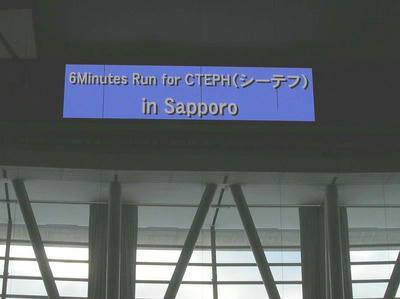 6Minutes Run for CTEPH(シーテフ)
in Sapporo